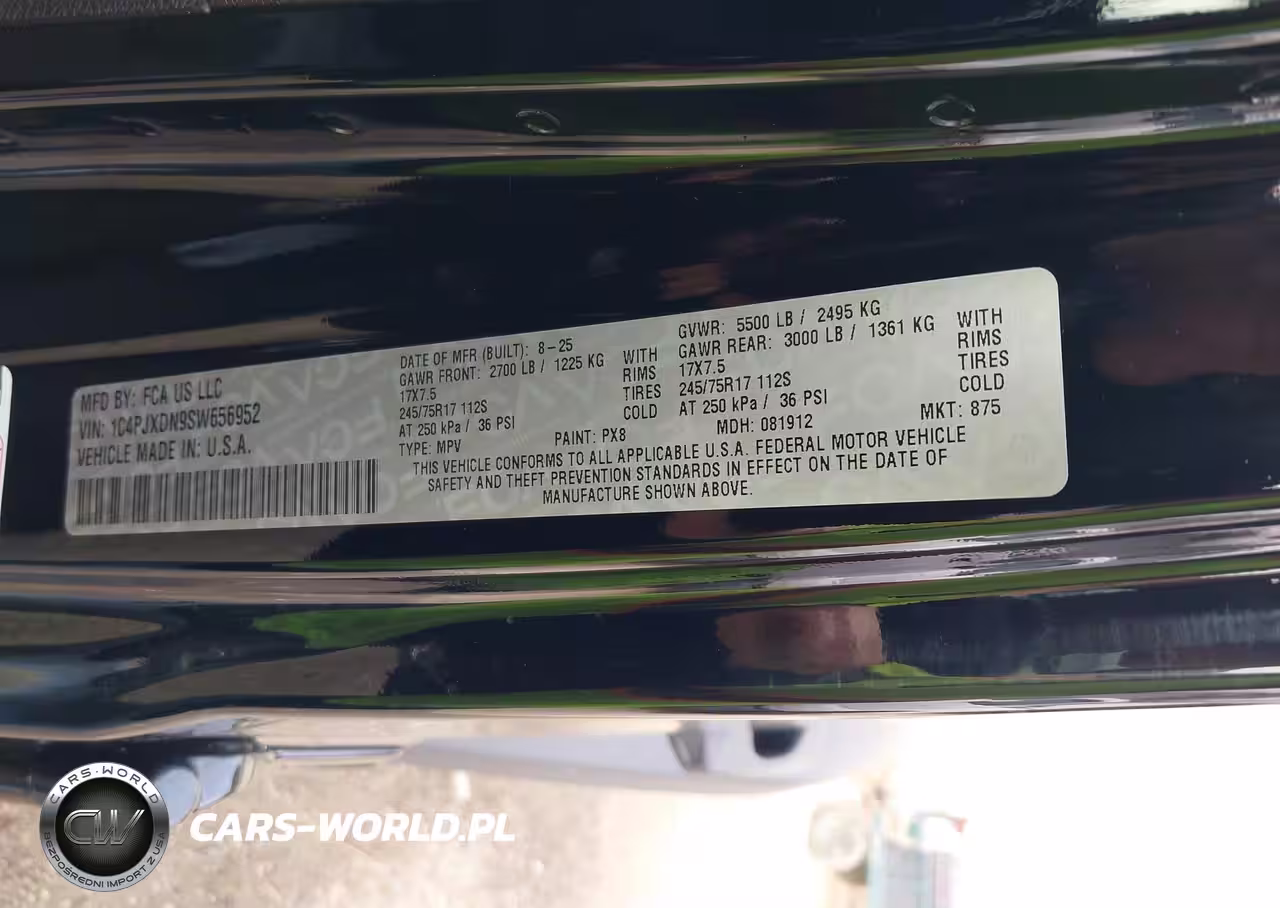 MFD BY: FCA US LLC
VIN: 1C4PJXDN9SW656952
VEHICLE MADE IN: U.S.A.
DATE OF MFR (BUILT): 8-25
GAWR FRONT: 2700 LB / 1225 KG WITH
17X7.5 RIMS
245/75R17 112S TIRES
AT 250 kPa / 36 PSI COLD
TYPE: MPV
GVWR: 5500 LB / 2495 KG
GAWR REAR: 3000 LB / 1361 KG WITH
17X7.5 RIMS
245/75R17 112S TIRES
AT 250 kPa / 36 PSI COLD
PAINT: PX8 MDH: 081912 MKT: 875
THIS VEHICLE CONFORMS TO ALL APPLICABLE U.S.A. FEDERAL MOTOR VEHICLE
SAFETY AND THEFT PREVENTION STANDARDS IN EFFECT ON THE DATE OF
MANUFACTURE SHOWN ABOVE.
CARS-WORLD
CW
BEZPOŚREDNI IMPORT Z USA
CARS-WORLD.PL